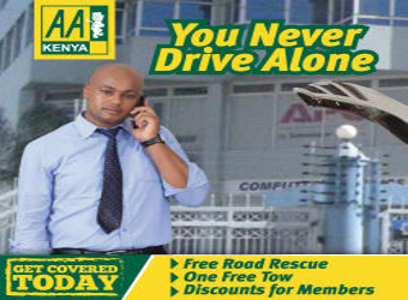 AA
KENYA
You Never
Drive Alone
GET COVERED
TODAY
Free Road Rescue
One Free Tow
Discounts for Members